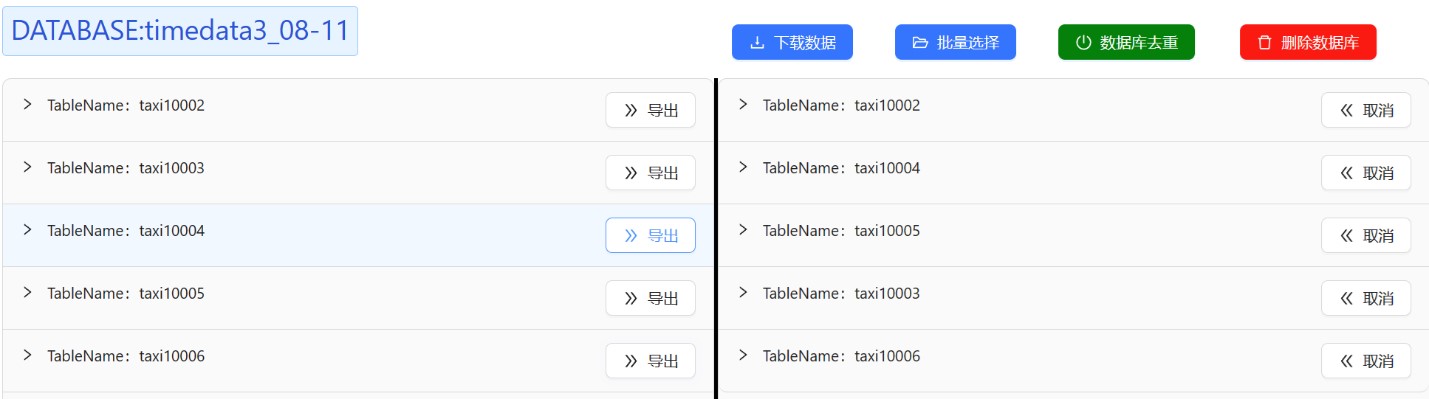 DATABASE:timedata3_08-11
下载数据
批量选择
数据库去重
删除数据库
TableName：taxi10002
导出
TableName：taxi10003
导出
TableName：taxi10004
导出
TableName：taxi10005
导出
TableName：taxi10006
导出
TableName：taxi10002
取消
TableName：taxi10004
取消
TableName：taxi10005
取消
TableName：taxi10003
取消
TableName：taxi10006
取消